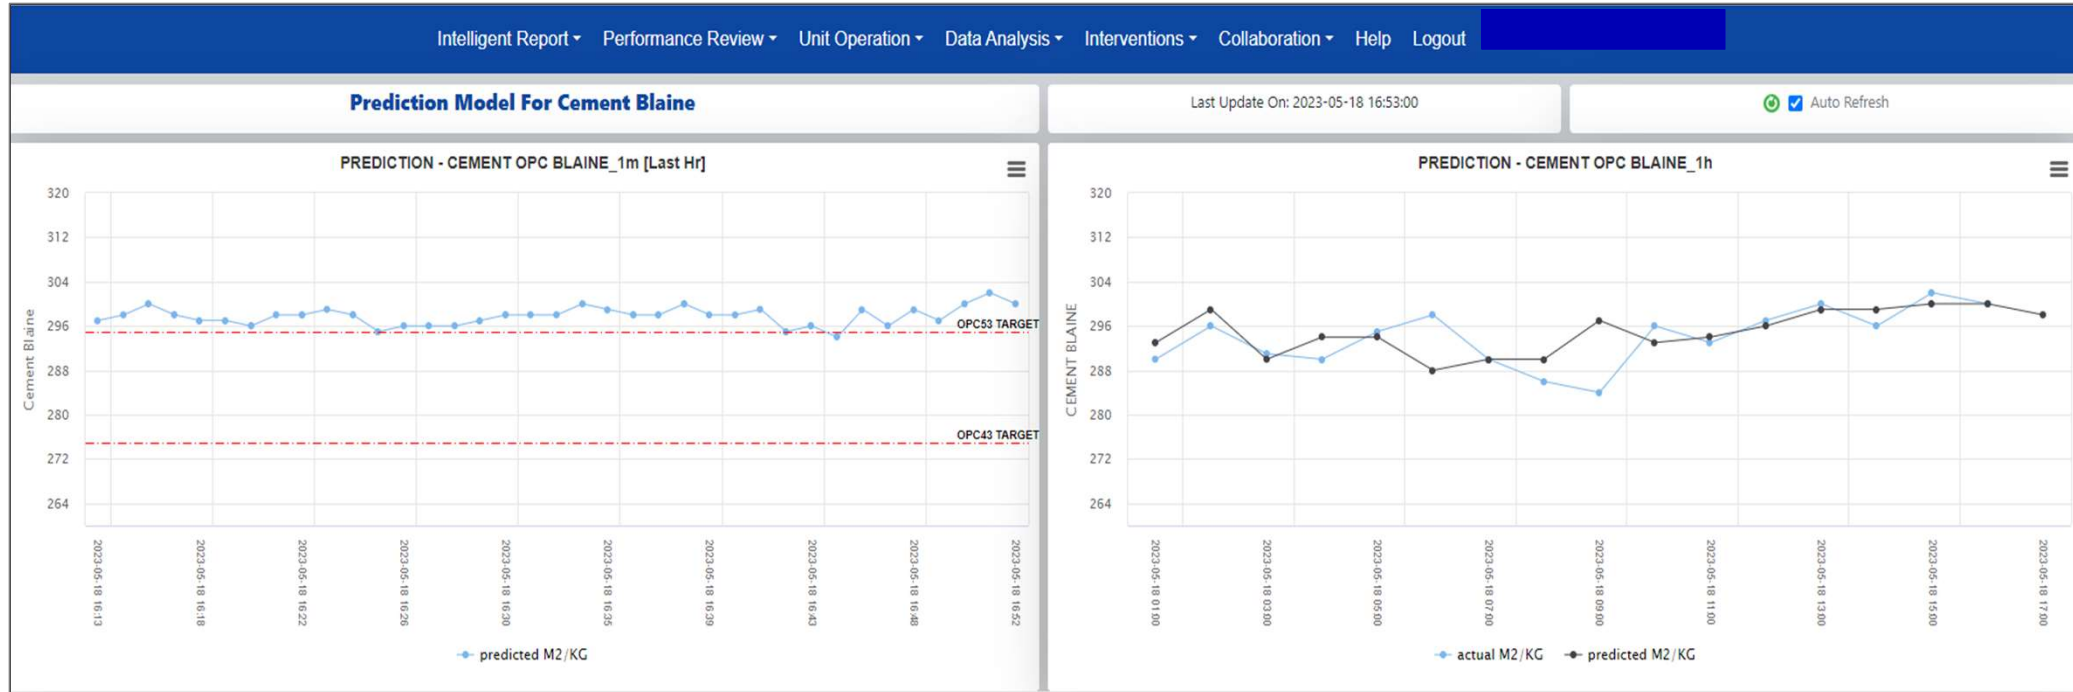 Intelligent Report Performance Review Unit Operation Data Analysis Interventions Collaboration Help Logout
Prediction Model For Cement Blaine
Last Update On: 2023-05-18 16:53:00
Auto Refresh
PREDICTION - CEMENT OPC BLAINE_1m [Last Hr]
320
312
304
296
288
280
272
264
Cement Blaine
OPC53 TARGET
OPC43 TARGET
2023-05-18 16:13
2023-05-18 16:18
2023-05-18 16:22
2023-05-18 16:26
2023-05-18 16:30
2023-05-18 16:35
2023-05-18 16:39
2023-05-18 16:43
2023-05-18 16:48
2023-05-18 16:52
predicted M2/KG
PREDICTION - CEMENT OPC BLAINE_1h
320
312
304
296
288
280
272
264
CEMENT BLAINE
2023-05-18 01:00
2023-05-18 03:00
2023-05-18 05:00
2023-05-18 07:00
2023-05-18 09:00
2023-05-18 11:00
2023-05-18 13:00
2023-05-18 15:00
2023-05-18 17:00
actual M2/KG predicted M2/KG